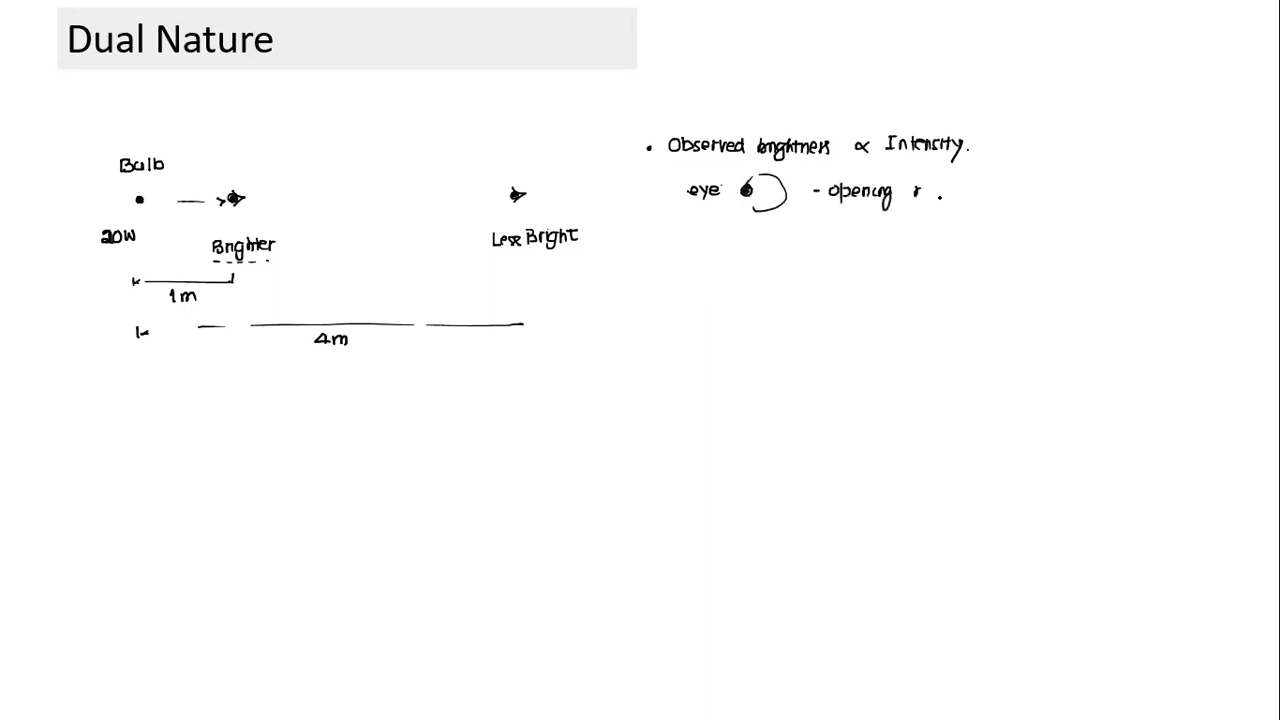 Dual Nature
Bulb
20W
Brighter
Less Bright
1m
4m
• Observed brightness ∝ Intensity.
eye - opening r .